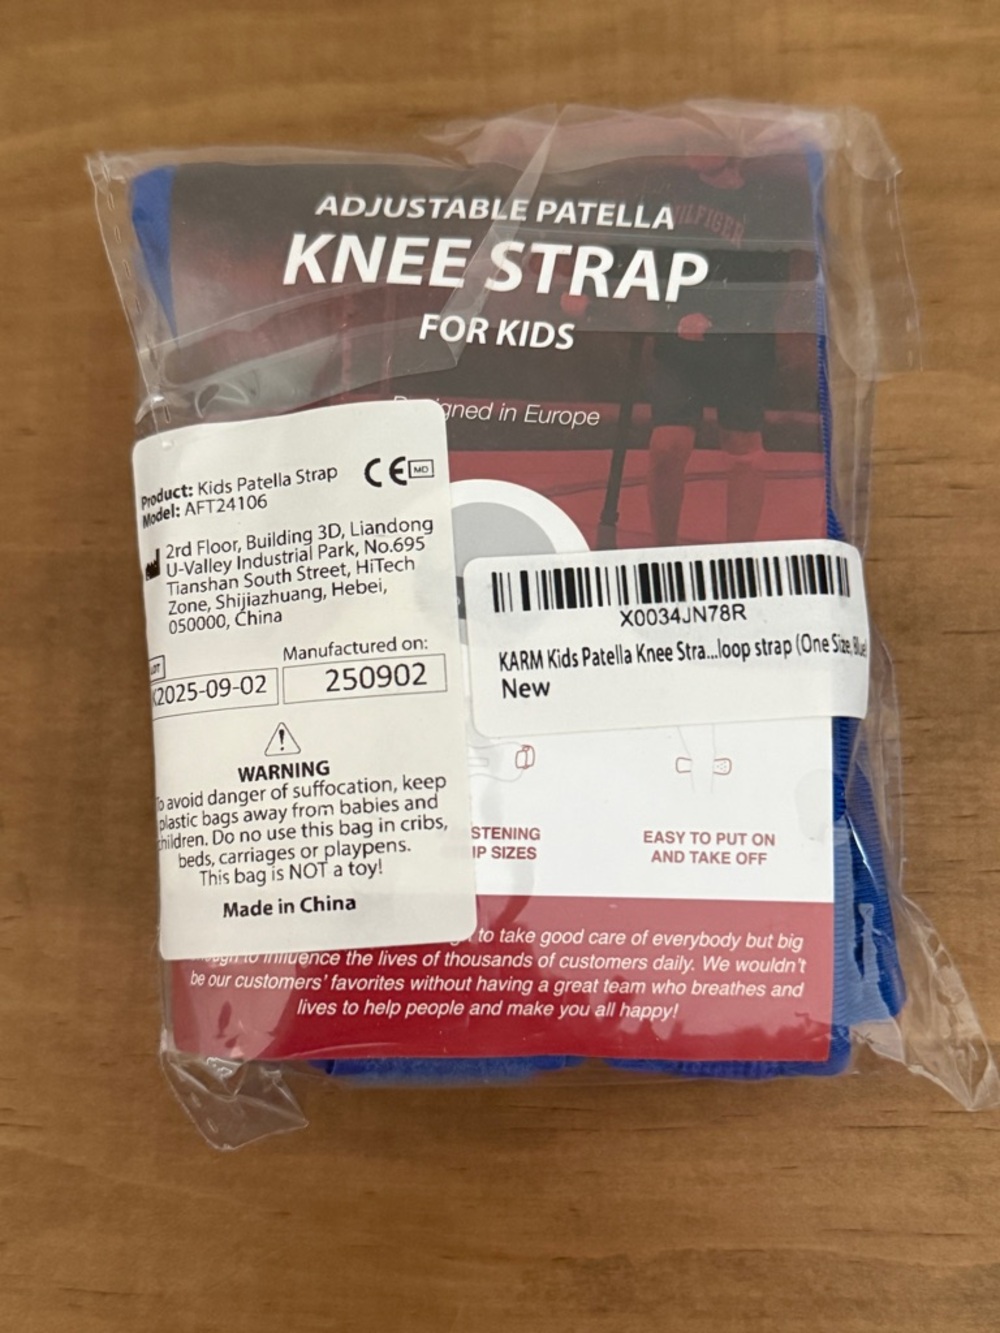 HILFIGER
ADJUSTABLE PATELLA
KNEE STRAP
FOR KIDS
Designed in Europe
Product: Kids Patella Strap
Model: AFT24106
CE MD
2rd Floor, Building 3D, Liandong
U-Valley Industrial Park, No.695
Tianshan South Street, HiTech
Zone, Shijiazhuang, Hebei,
050000, China
LOT
2025-09-02
Manufactured on:
250902
WARNING
To avoid danger of suffocation, keep
plastic bags away from babies and
children. Do no use this bag in cribs,
beds, carriages or playpens.
This bag is NOT a toy!
Made in China
X0034JN78R
KARM Kids Patella Knee Stra...loop strap (One Size, Blue)
New
STENING
IP SIZES
EASY TO PUT ON
AND TAKE OFF
to take good care of everybody but big
to influence the lives of thousands of customers daily. We wouldn't
be our customers' favorites without having a great team who breathes and
lives to help people and make you all happy!